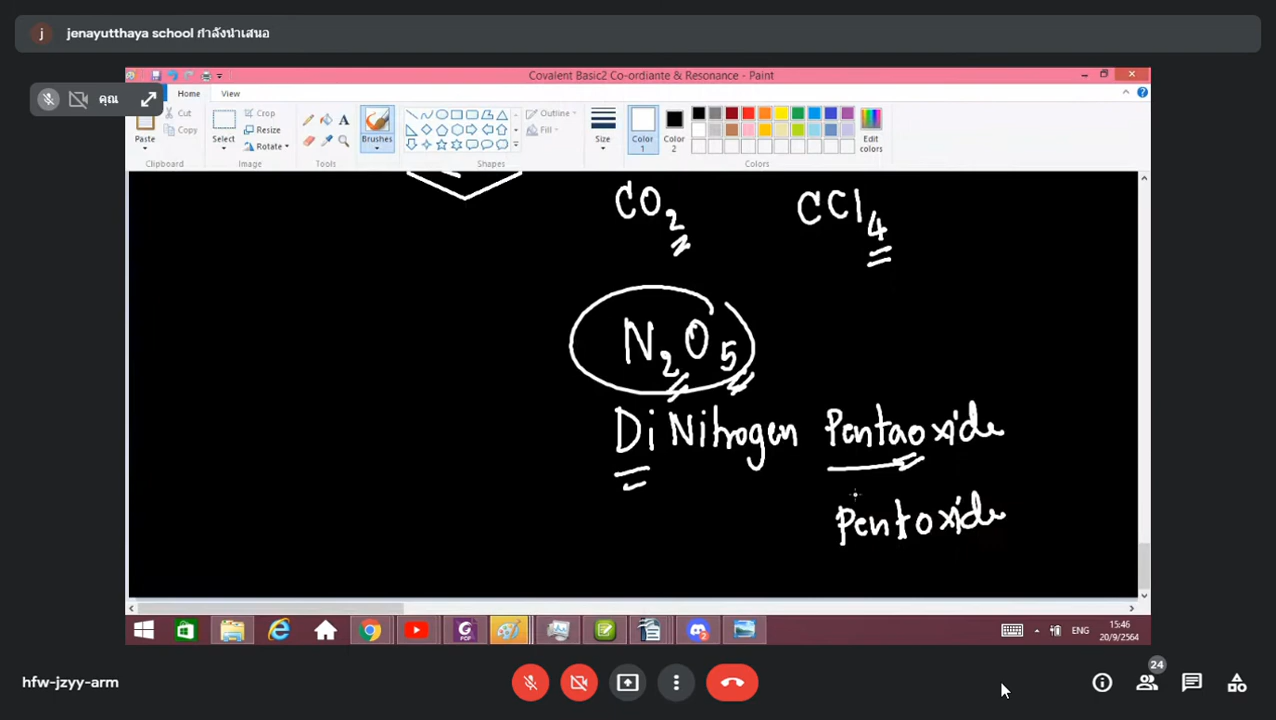 j jenayutthaya school กำลังนำเสนอ
Covalent Basic2 Co-ordiante & Resonance - Paint
คุณ
Home View
Paste
Cut
Copy
Select
Crop
Resize
Rotate
A
Brushes
Outline
Fill
Size
Color 1
Color 2
Edit colors
Clipboard Image Tools Shapes Colors
CO2 CCl4
N2O5
Di Nitrogen Pentaoxide
Pentoxide
ENG
15:46
20/9/2564
hfw-jzyy-arm
24